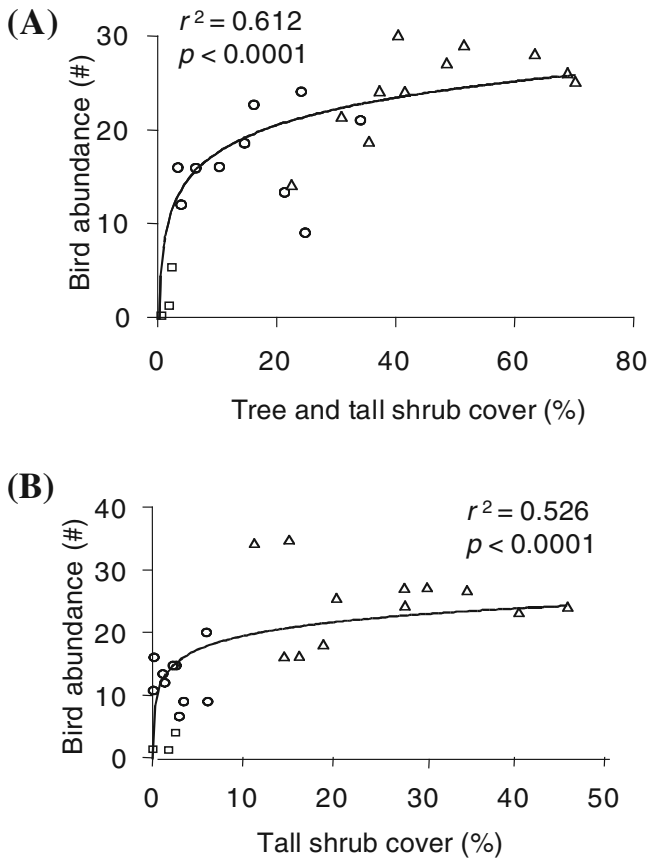 (A)
r² = 0.612
p < 0.0001
Bird abundance (#)
30
20
10
0
0 20 40 60 80
Tree and tall shrub cover (%)
(B)
r² = 0.526
p < 0.0001
Bird abundance (#)
40
30
20
10
0
0 10 20 30 40 50
Tall shrub cover (%)